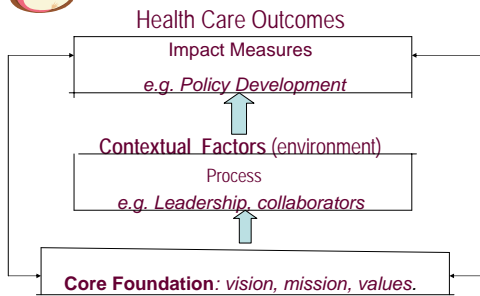 Health Care Outcomes
Impact Measures
e.g. Policy Development
Contextual Factors (environment)
Process
e.g. Leadership, collaborators
Core Foundation: vision, mission, values.